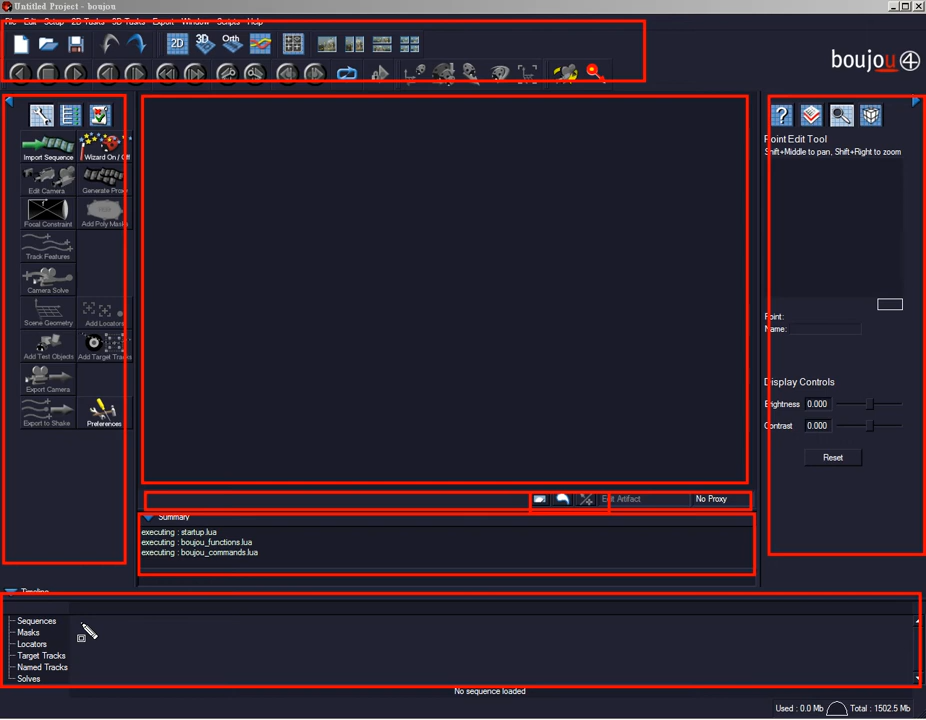 Untitled Project - boujou
File Edit Setup 2D Tasks 3D Tasks Export Window Scripts Help
2D 3D Orth
boujou 4
Import Sequence Wizard On / Off
Edit Camera Generate Proxy
Focal Constraint Add Poly Masks
Track Features
Camera Solve
Scene Geometry Add Locators
Add Test Objects Add Target Tracks
Export Camera
Export to Shake Preferences
Point Edit Tool
Shift+Middle to pan, Shift+Right to zoom
Point:
Name:
Display Controls
Brightness 0.000
Contrast 0.000
Reset
Edit Artifact No Proxy
Summary
executing : startup.lua
executing : boujou_functions.lua
executing : boujou_commands.lua
Timeline
Sequences
Masks
Locators
Target Tracks
Named Tracks
Solves
No sequence loaded
Used : 0.0 Mb Total : 1502.5 Mb